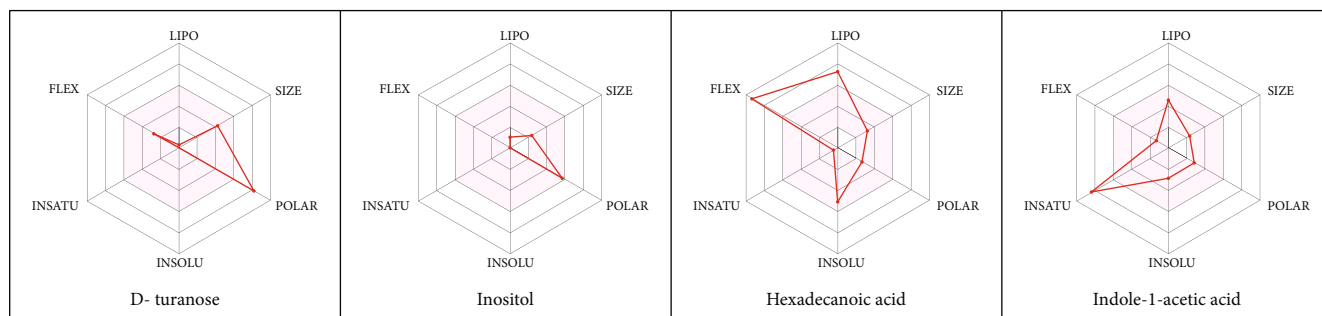 LIPO
FLEX
SIZE
INSATU
POLAR
INSOLU
D- turanose
LIPO
FLEX
SIZE
INSATU
POLAR
INSOLU
Inositol
LIPO
FLEX
SIZE
INSATU
POLAR
INSOLU
Hexadecanoic acid
LIPO
FLEX
SIZE
INSATU
POLAR
INSOLU
Indole-1-acetic acid